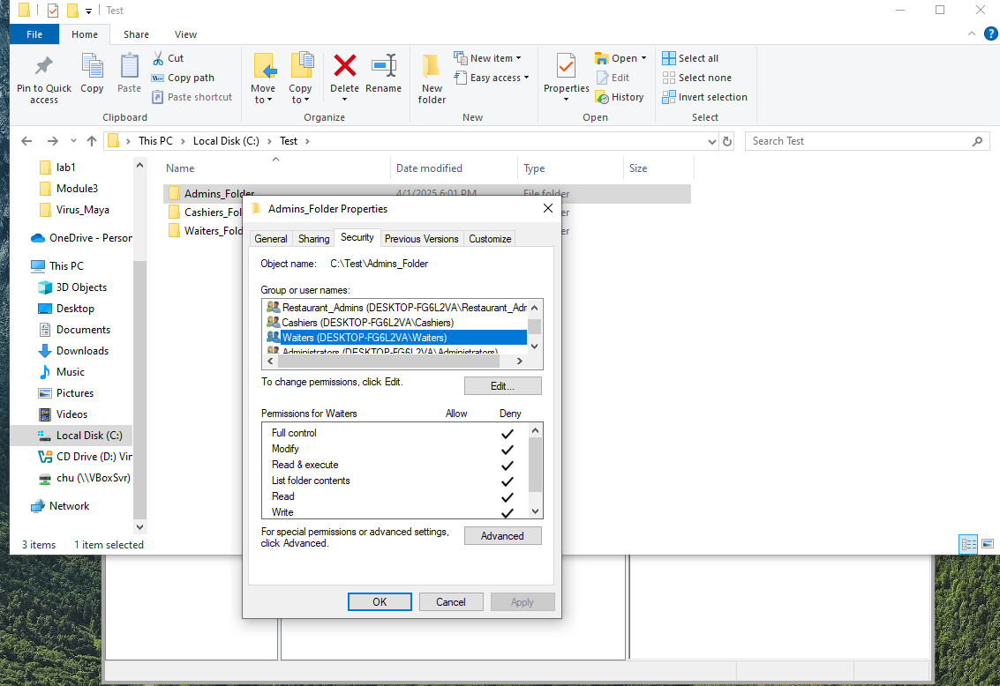 Test
File Home Share View
Pin to Quick access
Copy
Paste
Cut
Copy path
Paste shortcut
Clipboard
Move to
Copy to
Delete
Rename
Organize
New folder
New item
Easy access
New
Properties
Open
Edit
History
Open
Select all
Select none
Invert selection
Select
This PC > Local Disk (C:) > Test >
Search Test
lab1
Module3
Virus_Maya
OneDrive - Person
This PC
3D Objects
Desktop
Documents
Downloads
Music
Pictures
Videos
Local Disk (C:)
CD Drive (D:) Vir
chu (\\VBoxSvr)
Network
Name Date modified Type Size
Admins_Folder 4/1/2025 6:01 PM File folder
Cashiers_Fol er
Waiters_Fold er
Admins_Folder Properties
General Sharing Security Previous Versions Customize
Object name: C:\Test\Admins_Folder
Group or user names:
Restaurant_Admins (DESKTOP-FG6L2VA\Restaurant_Adr
Cashiers (DESKTOP-FG6L2VA\Cashiers)
Waiters (DESKTOP-FG6L2VA\Waiters)
Administrators (DESKTOP-FG6L2VA\Administrators)
To change permissions, click Edit.
Edit...
Permissions for Waiters Allow Deny
Full control
Modify
Read & execute
List folder contents
Read
Write
For special permissions or advanced settings,
click Advanced.
Advanced
OK Cancel Apply
3 items 1 item selected